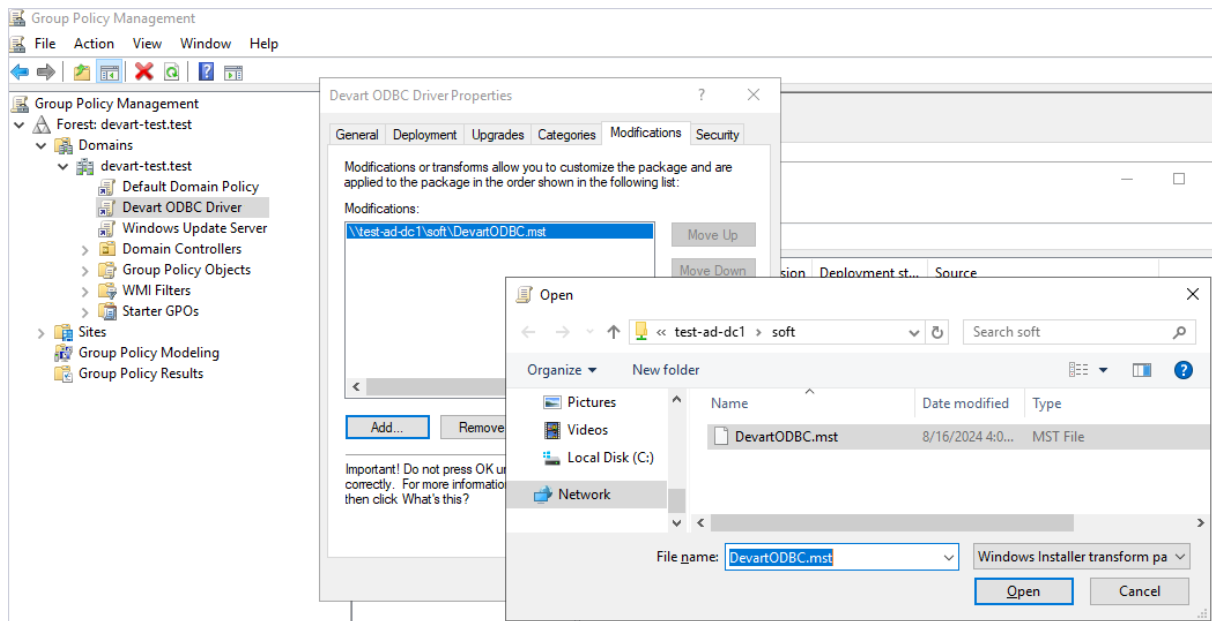 Group Policy Management
File Action View Window Help
Group Policy Management
Forest: devart-test.test
Domains
devart-test.test
Default Domain Policy
Devart ODBC Driver
Windows Update Server
Domain Controllers
Group Policy Objects
WMI Filters
Starter GPOs
Sites
Group Policy Modeling
Group Policy Results
Devart ODBC Driver Properties
General Deployment Upgrades Categories Modifications Security
Modifications or transforms allow you to customize the package and are
applied to the package in the order shown in the following list:
Modifications:
\\test-ad-dc1\soft\DevartODBC.mst
Move Up
Move Down
Add... Remove
Important! Do not press OK
correctly. For more
then click What's this?
Deployment st... Source
Open
« test-ad-dc1 > soft
Search soft
Organize New folder
Pictures
Videos
Local Disk (C:)
Network
Name Date modified Type
DevartODBC.mst 8/16/2024 4:0... MST File
File name: DevartODBC.mst
Windows Installer transform pa
Open Cancel